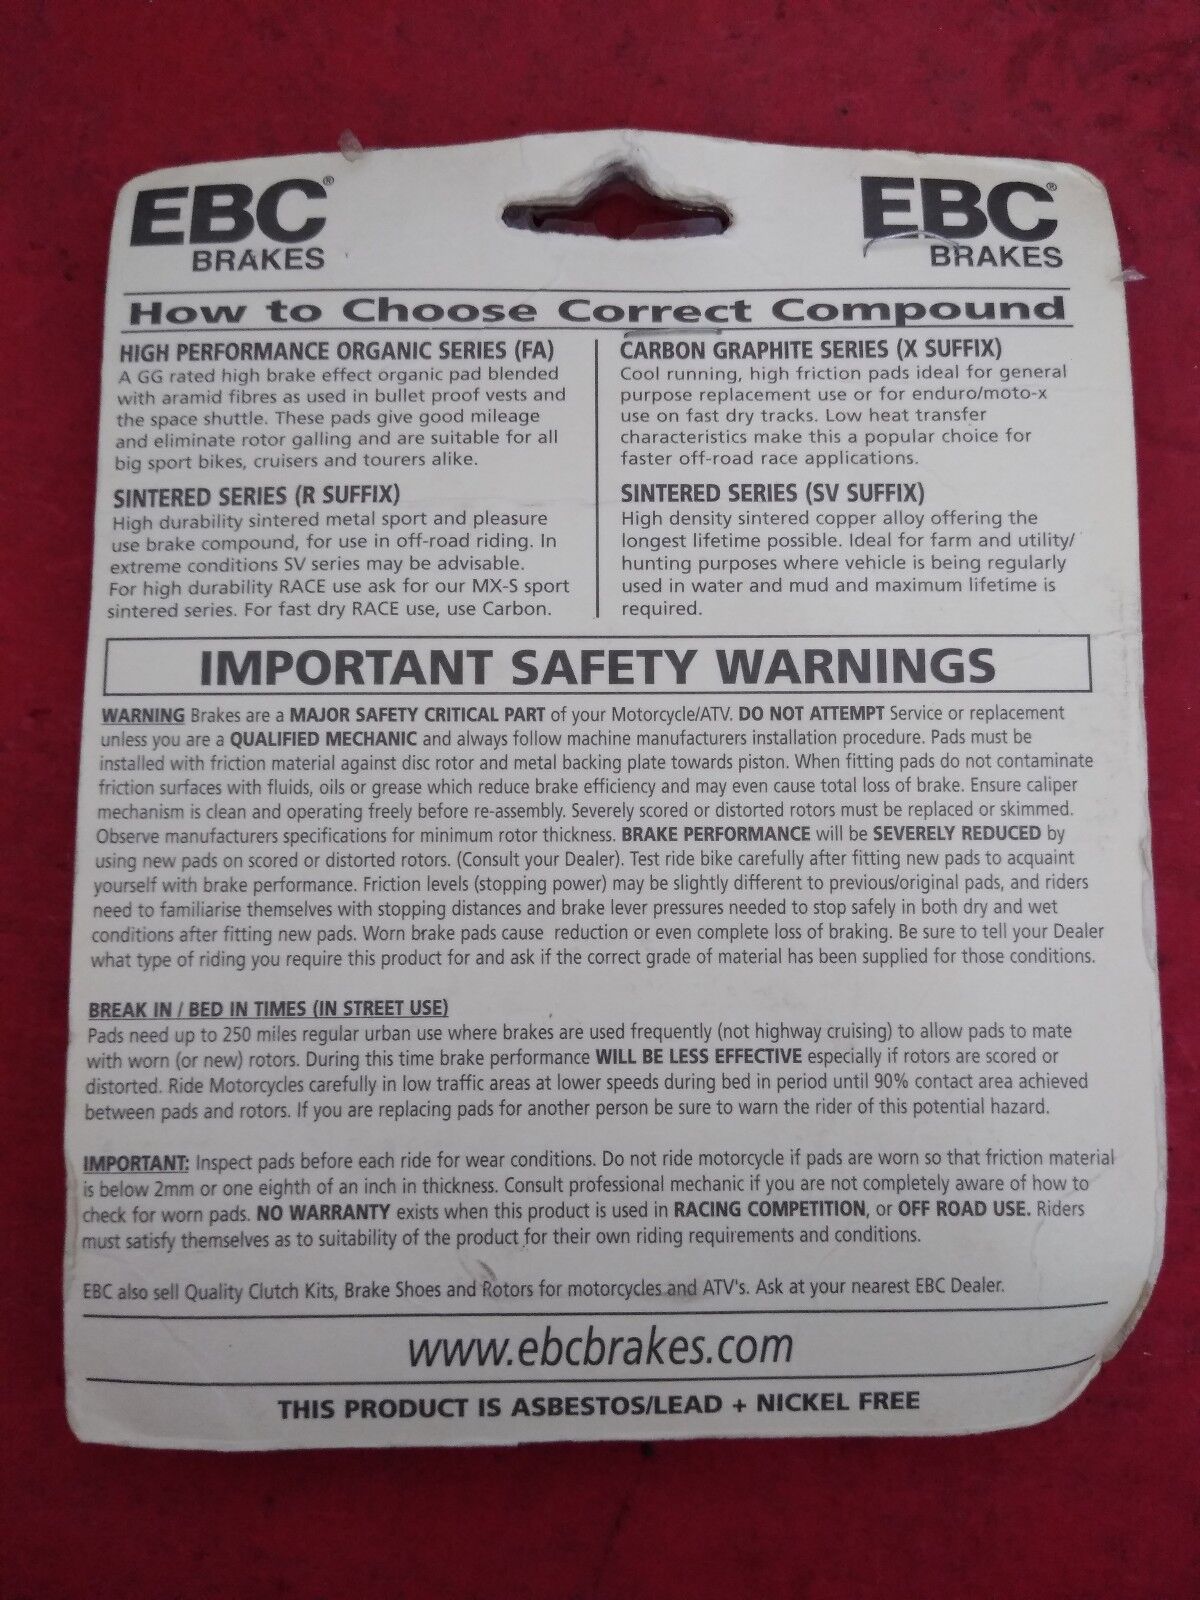 EBC® EBC®
BRAKES BRAKES
How to Choose Correct Compound
HIGH PERFORMANCE ORGANIC SERIES (FA)
A GG rated high brake effect organic pad blended
with aramid fibres as used in bullet proof vests and
the space shuttle. These pads give good mileage
and eliminate rotor galling and are suitable for all
big sport bikes, cruisers and tourers alike.
SINTERED SERIES (R SUFFIX)
High durability sintered metal sport and pleasure
use brake compound, for use in off-road riding. In
extreme conditions SV series may be advisable.
For high durability RACE use ask for our MX-S sport
sintered series. For fast dry RACE use, use Carbon.
CARBON GRAPHITE SERIES (X SUFFIX)
Cool running, high friction pads ideal for general
purpose replacement use or for enduro/moto-x
use on fast dry tracks. Low heat transfer
characteristics make this a popular choice for
faster off-road race applications.
SINTERED SERIES (SV SUFFIX)
High density sintered copper alloy offering the
longest lifetime possible. Ideal for farm and utility/
hunting purposes where vehicle is being regularly
used in water and mud and maximum lifetime is
required.
IMPORTANT SAFETY WARNINGS
WARNING Brakes are a MAJOR SAFETY CRITICAL PART of your Motorcycle/ATV. DO NOT ATTEMPT Service or replacement
unless you are a QUALIFIED MECHANIC and always follow machine manufacturers installation procedure. Pads must be
installed with friction material against disc rotor and metal backing plate towards piston. When fitting pads do not contaminate
friction surfaces with fluids, oils or grease which reduce brake efficiency and may even cause total loss of brake. Ensure caliper
mechanism is clean and operating freely before re-assembly. Severely scored or distorted rotors must be replaced or skimmed.
Observe manufacturers specifications for minimum rotor thickness. BRAKE PERFORMANCE will be SEVERELY REDUCED by
using new pads on scored or distorted rotors. (Consult your Dealer). Test ride bike carefully after fitting new pads to acquaint
yourself with brake performance. Friction levels (stopping power) may be slightly different to previous/original pads, and riders
need to familiarise themselves with stopping distances and brake lever pressures needed to stop safely in both dry and wet
conditions after fitting new pads. Worn brake pads cause reduction or even complete loss of braking. Be sure to tell your Dealer
what type of riding you require this product for and ask if the correct grade of material has been supplied for those conditions.
BREAK IN / BED IN TIMES (IN STREET USE)
Pads need up to 250 miles regular urban use where brakes are used frequently (not highway cruising) to allow pads to mate
with worn (or new) rotors. During this time brake performance WILL BE LESS EFFECTIVE especially if rotors are scored or
distorted. Ride Motorcycles carefully in low traffic areas at lower speeds during bed in period until 90% contact area achieved
between pads and rotors. If you are replacing pads for another person be sure to warn the rider of this potential hazard.
IMPORTANT: Inspect pads before each ride for wear conditions. Do not ride motorcycle if pads are worn so that friction material
is below 2mm or one eighth of an inch in thickness. Consult professional mechanic if you are not completely aware of how to
check for worn pads. NO WARRANTY exists when this product is used in RACING COMPETITION, or OFF ROAD USE. Riders
must satisfy themselves as to suitability of the product for their own riding requirements and conditions.
EBC also sell Quality Clutch Kits, Brake Shoes and Rotors for motorcycles and ATV's. Ask at your nearest EBC Dealer.
www.ebcbrakes.com
THIS PRODUCT IS ASBESTOS/LEAD + NICKEL FREE